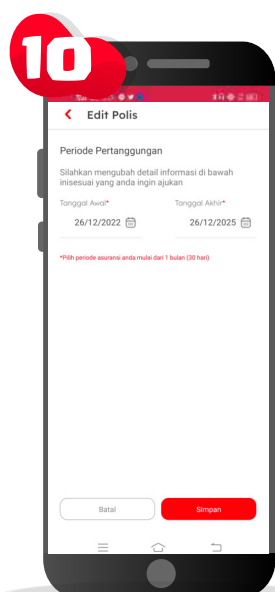 10
Edit Polis
Periode Pertanggungan
Silahkan mengubah detail informasi di bawah
inisesuai yang anda ingin ajukan
Tanggal Awal* Tanggal Akhir*
26/12/2022 26/12/2025
*Pilih periode asuransi anda mulai dari 1 bulan (30 hari)
Batal Simpan